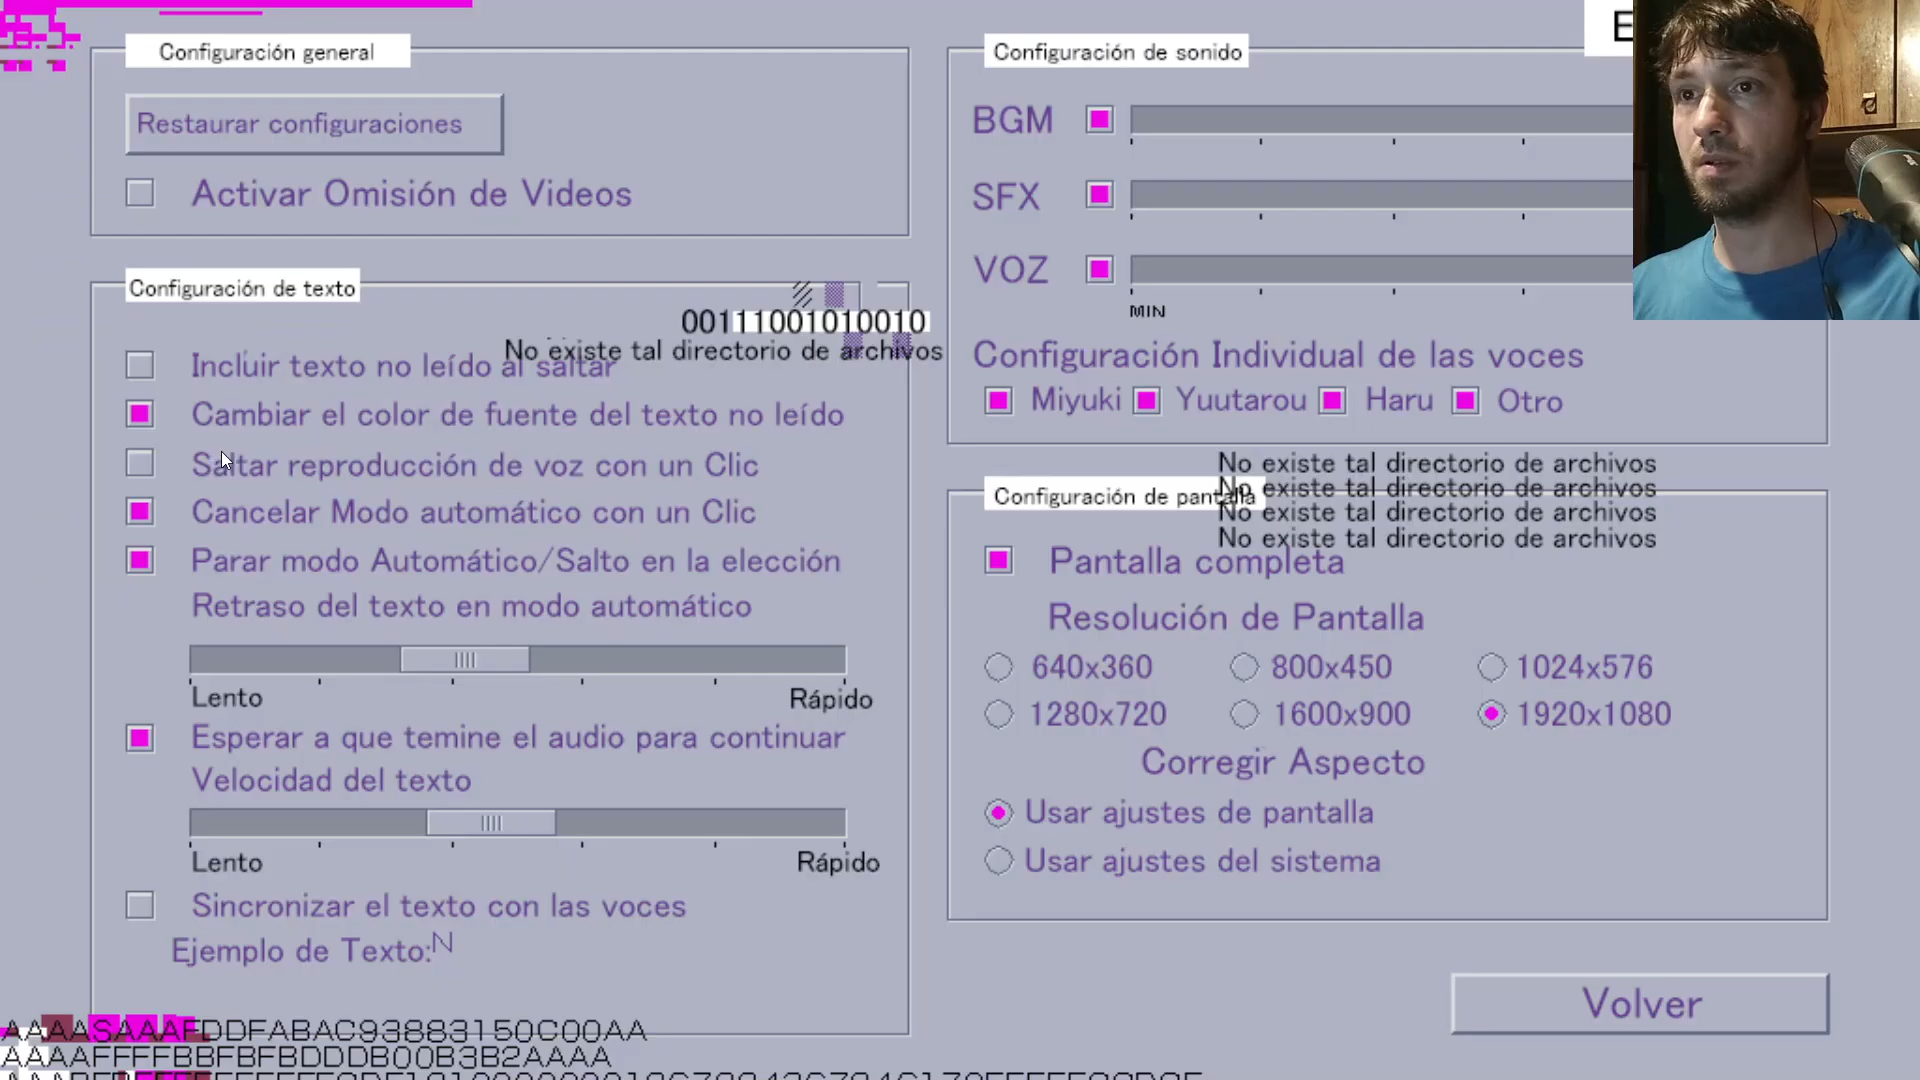 Configuración general
Restaurar configuraciones
Activar Omisión de Videos
Configuración de texto
00111001010010
No existe tal directorio de archivos
Incluir texto no leído al saltar
Cambiar el color de fuente del texto no leído
Saltar reproducción de voz con un Clic
Cancelar Modo automático con un Clic
Parar modo Automático/Salto en la elección
Retraso del texto en modo automático
Lento Rápido
Esperar a que temine el audio para continuar
Velocidad del texto
Lento Rápido
Sincronizar el texto con las voces
Ejemplo de Texto:N
Configuración de sonido
E
BGM
SFX
VOZ
MIN
Configuración Individual de las voces
Miyuki Yuutarou Haru Otro
No existe tal directorio de archivos
No existe tal directorio de archivos
No existe tal directorio de archivos
No existe tal directorio de archivos
Configuración de pantalla
Pantalla completa
Resolución de Pantalla
640x360 800x450 1024x576
1280x720 1600x900 1920x1080
Corregir Aspecto
Usar ajustes de pantalla
Usar ajustes del sistema
Volver
AAAASAAAFDDFABAC93883150C00AA
AAAAFFFFBBFBFBDDDB00B3B2AAAA